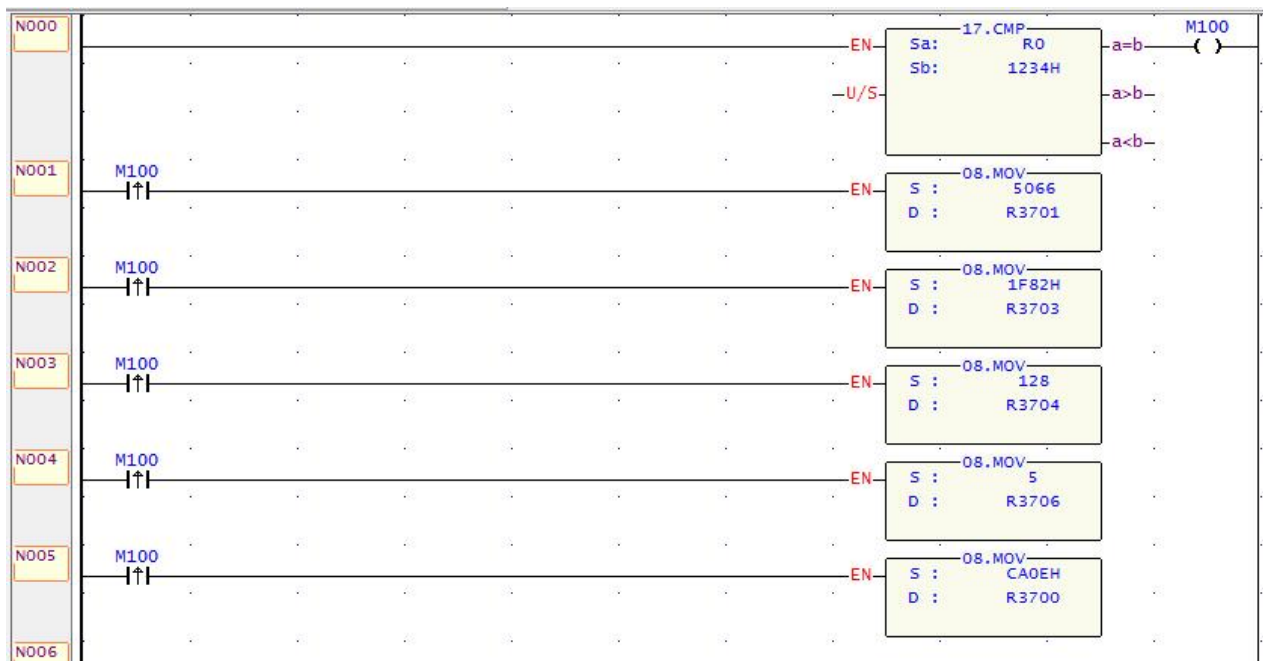 N000
17.CMP
M100
EN
Sa: R0
a=b
( )
Sb: 1234H
U/S
a>b
a<b
N001
M100
08.MOV
EN
S : 5066
D : R3701
N002
M100
08.MOV
EN
S : 1F82H
D : R3703
N003
M100
08.MOV
EN
S : 128
D : R3704
N004
M100
08.MOV
EN
S : 5
D : R3706
N005
M100
08.MOV
EN
S : CA0EH
D : R3700
N006